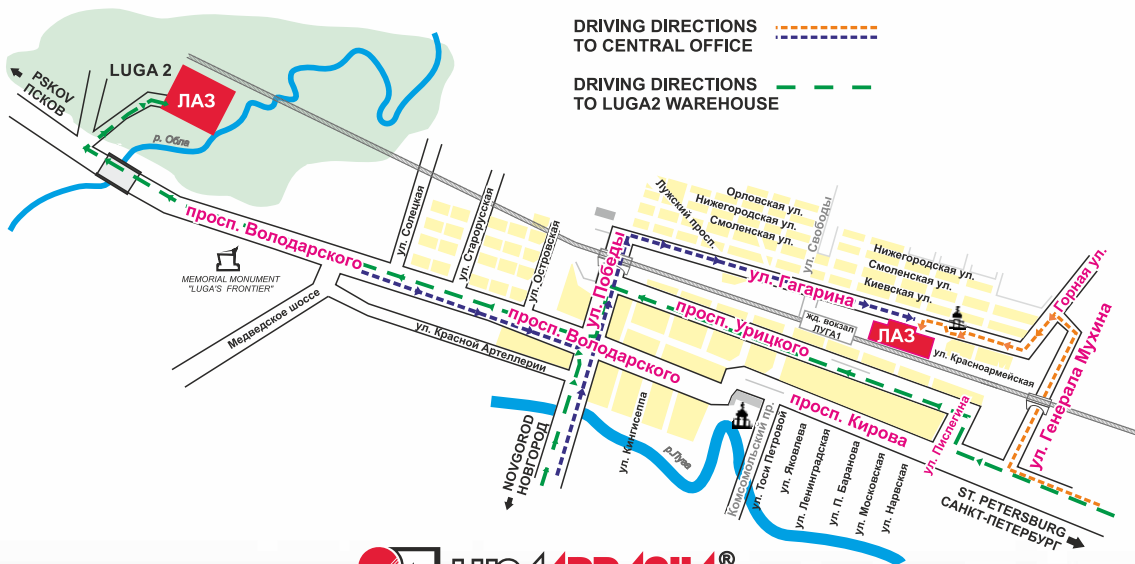 DRIVING DIRECTIONS
TO CENTRAL OFFICE
DRIVING DIRECTIONS
TO LUGA2 WAREHOUSE
PSKOV
ПСКОВ
LUGA 2
ЛАЗ
р. Обла
просп. Володарского
MEMORIAL MONUMENT
"LUGA'S FRONTIER"
Медведское шоссе
ул. Солецкая
ул. Старорусская
ул. Островская
ул. Красной Артеллерии
просп. Володарского
ул. Победы
Лужский просп.
Орловская ул.
Нижегородская ул.
Смоленская ул.
ул. Свободы
Нижегородская ул.
Смоленская ул.
Киевская ул.
ул. Гагарина
просп. Урицкого
жд. вокзал
ЛУГА1
ЛАЗ
ул. Красноармейская
Горная ул.
ул. Генерала Мухина
просп. Кирова
ул. Пислегина
NOVGOROD
НОВГОРОД
ул. Кингисеппа
р.Луга
Комсомольский пр.
ул. Тоси Петровой
ул. Яковлева
ул. Ленинградская
ул. П. Баранова
ул. Московская
ул. Нарвская
ST. PETERSBURG
САНКТ-ПЕТЕРБУРГ